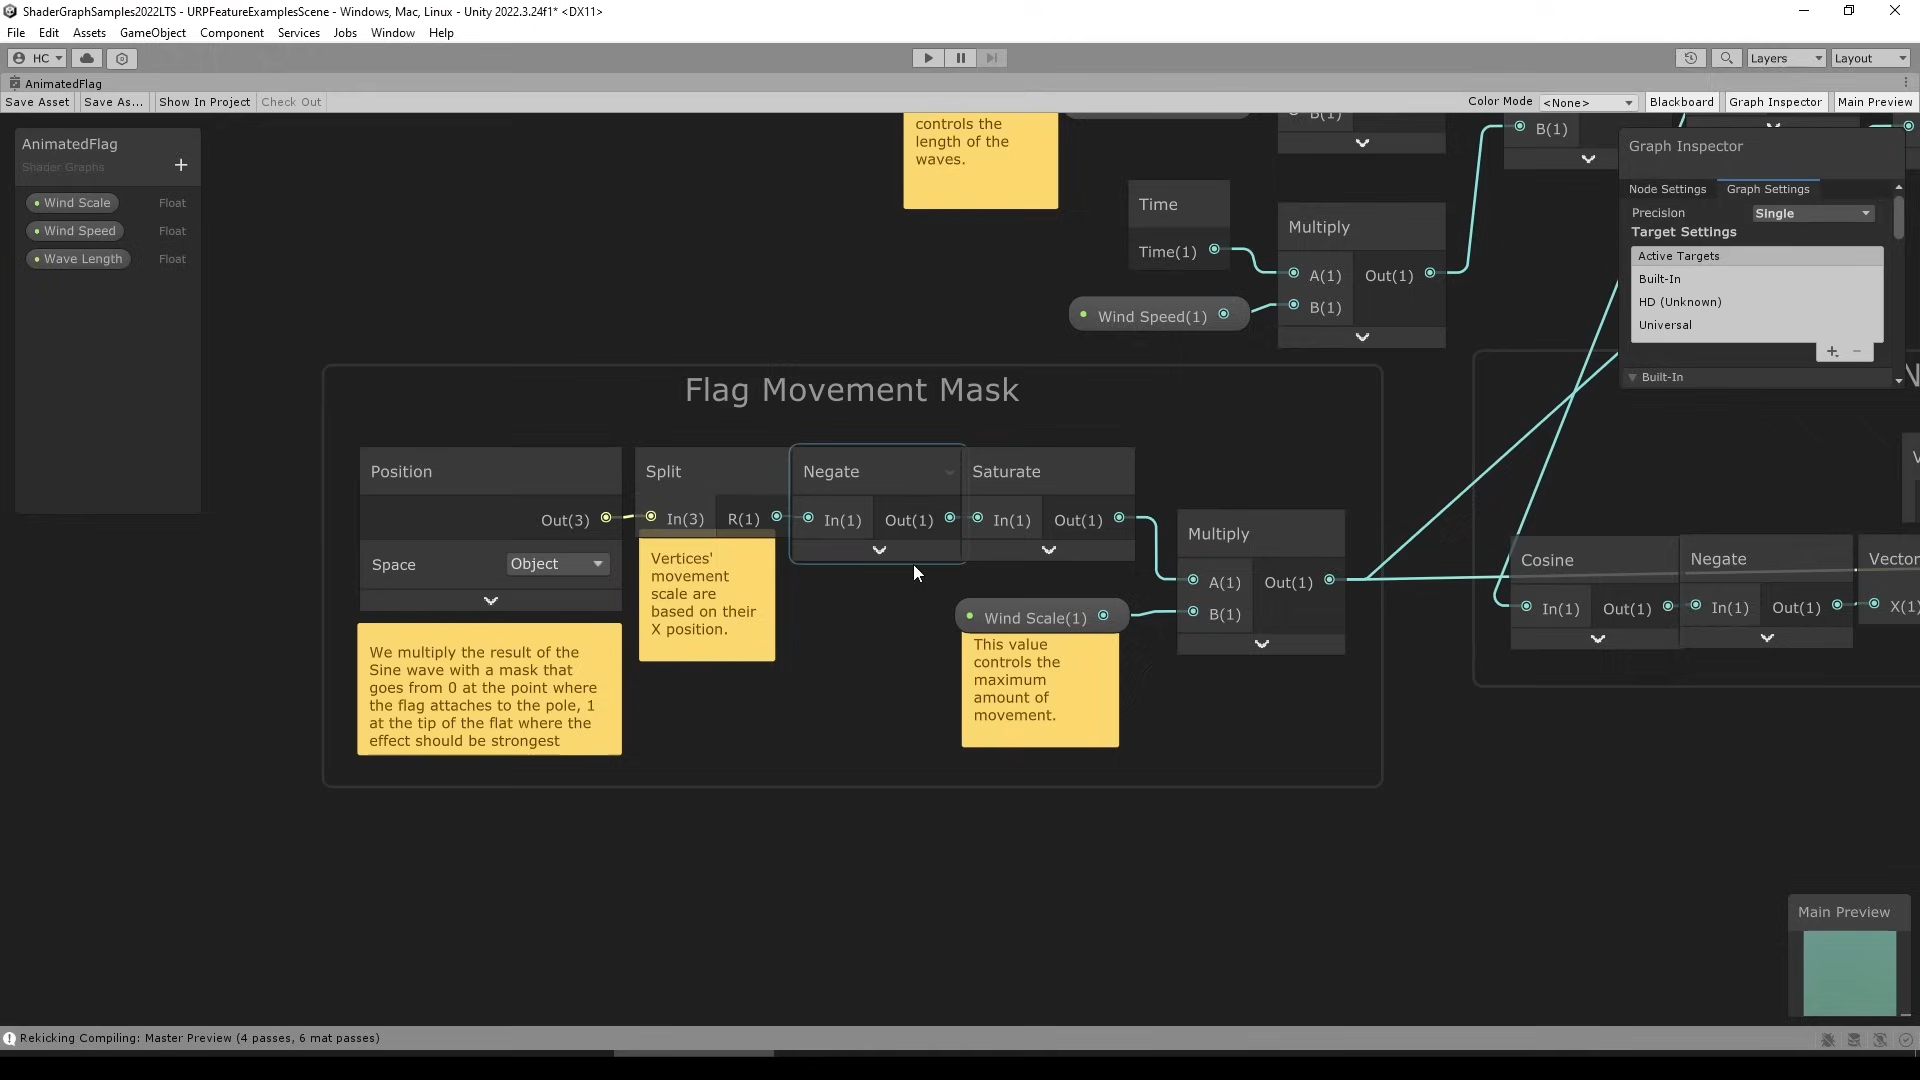 ShaderGraphSamples2022LTS - URPFeatureExamplesScene - Windows, Mac, Linux - Unity 2022.3.24f1* <DX11>
File Edit Assets GameObject Component Services Jobs Window Help
HC Layers Layout
AnimatedFlag
Save Asset Save As... Show In Project Check Out Color Mode <None> Blackboard Graph Inspector Main Preview
AnimatedFlag
Shader Graphs
Wind Scale Float
Wind Speed Float
Wave Length Float
controls the
length of the
waves.
B(1)
B(1)
Time
Time(1)
Multiply
A(1) Out(1)
B(1)
Wind Speed(1)
Graph Inspector
Node Settings Graph Settings
Precision Single
Target Settings
Active Targets
Built-In
HD (Unknown)
Universal
Built-In
Flag Movement Mask
Position
Out(3)
Space Object
We multiply the result of the
Sine wave with a mask that
goes from 0 at the point where
the flag attaches to the pole, 1
at the tip of the flat where the
effect should be strongest
Split
In(3) R(1)
Vertices'
movement
scale are
based on their
X position.
Negate
In(1) Out(1)
Saturate
In(1) Out(1)
Wind Scale(1)
This value
controls the
maximum
amount of
movement.
Multiply
A(1) Out(1)
B(1)
N
V
Cosine
In(1) Out(1)
Negate
In(1) Out(1)
Vector
X(1)
Main Preview
Rekicking Compiling: Master Preview (4 passes, 6 mat passes)